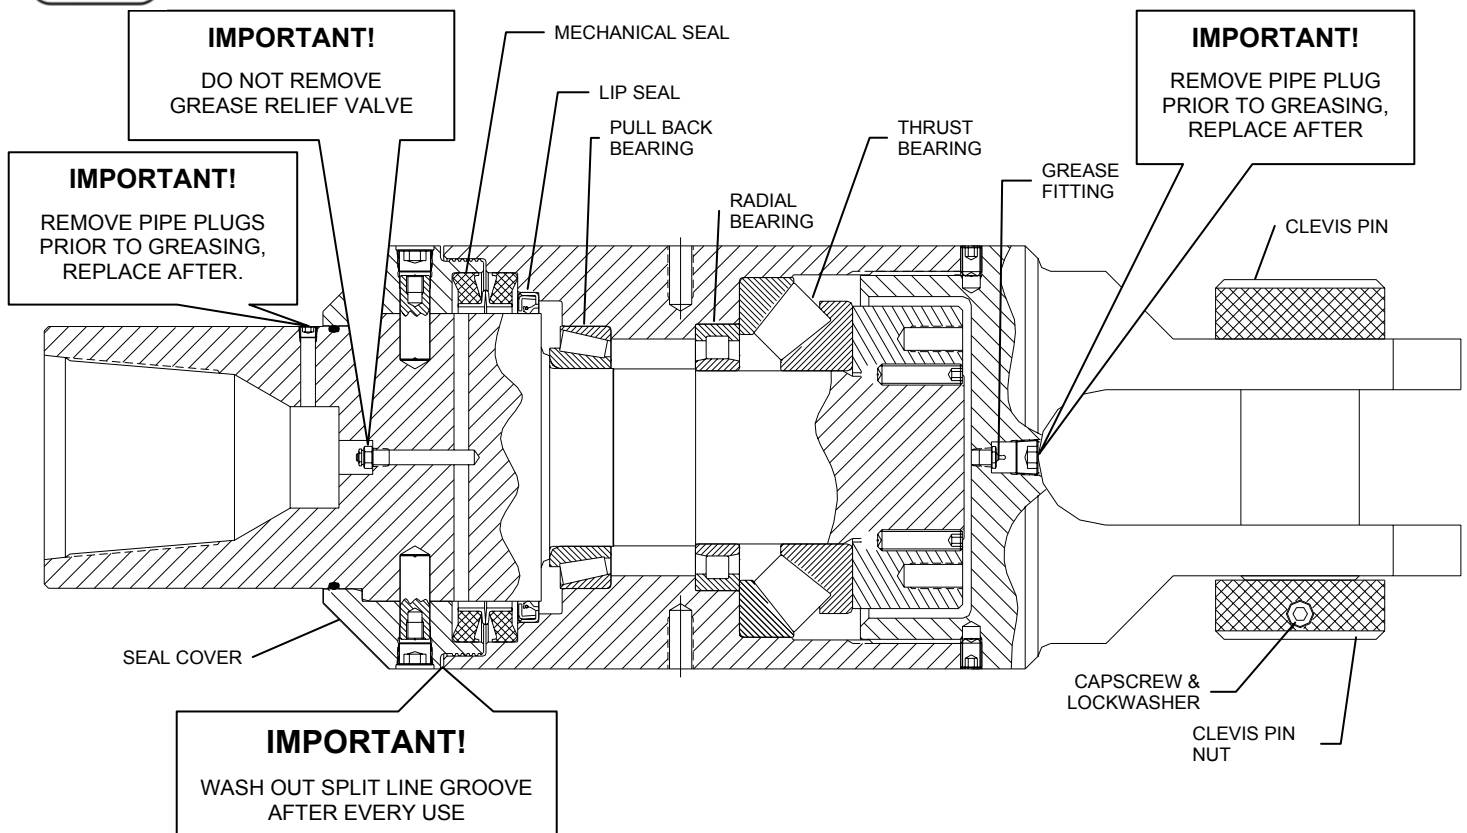 IMPORTANT!
DO NOT REMOVE
GREASE RELIEF VALVE
MECHANICAL SEAL
LIP SEAL
PULL BACK
BEARING
THRUST
BEARING
RADIAL
BEARING
GREASE
FITTING
IMPORTANT!
REMOVE PIPE PLUG
PRIOR TO GREASING,
REPLACE AFTER
IMPORTANT!
REMOVE PIPE PLUGS
PRIOR TO GREASING,
REPLACE AFTER.
CLEVIS PIN
SEAL COVER
IMPORTANT!
WASH OUT SPLIT LINE GROOVE
AFTER EVERY USE
CAPSCREW &
LOCKWASHER
CLEVIS PIN
NUT